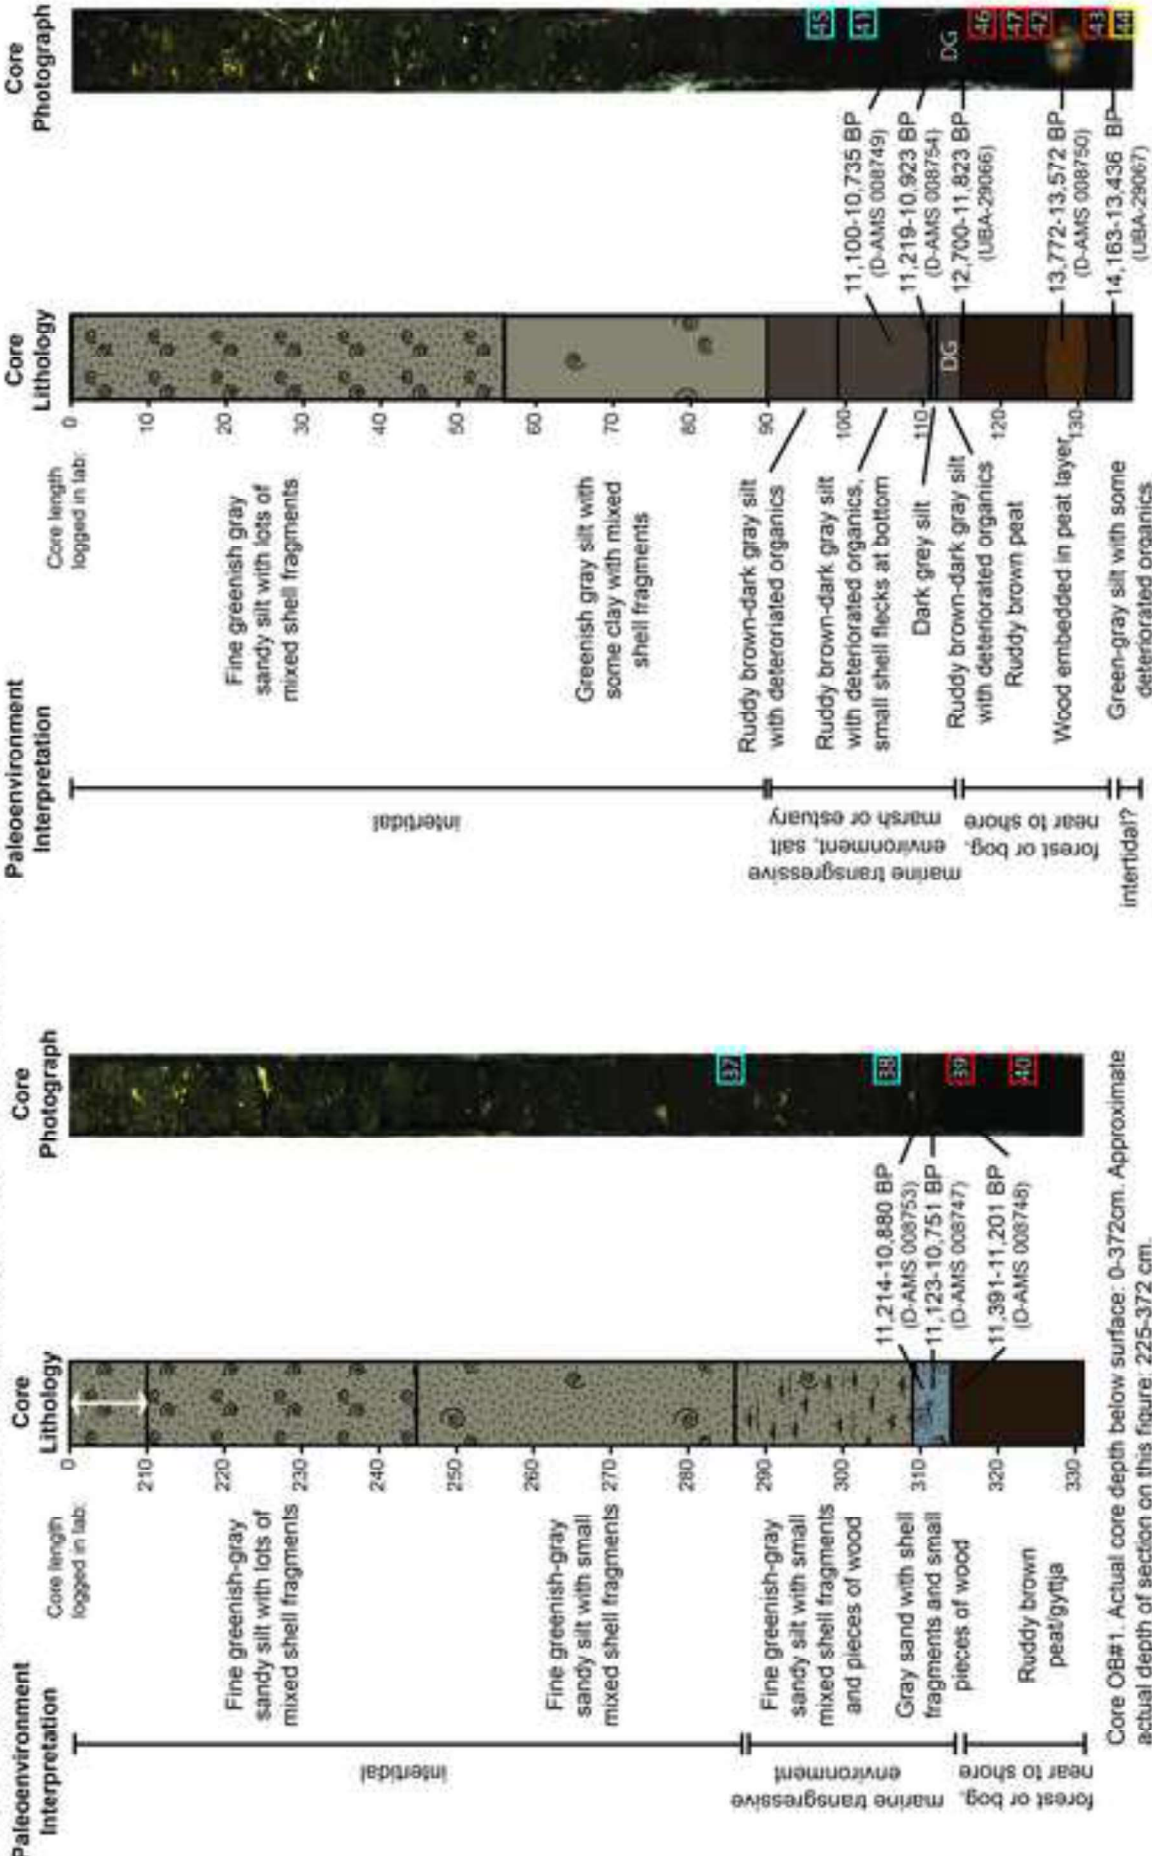 Paleoenvironment
Interpretation
Core length
logged in lab:
Core
Lithology
Core
Photograph
0
210
220
230
240
250
260
270
280
290
300
310
320
330
Fine greenish-gray
sandy silt with lots of
mixed shell fragments
Fine greenish-gray
sandy silt with small
mixed shell fragments
Fine greenish-gray
sandy silt with small
mixed shell fragments
and pieces of wood
Gray sand with shell
fragments and small
pieces of wood
Ruddy brown
peat/gyttja
intertidal
marine transgressive
environment
forest or bog,
near to shore
11,214-10,880 BP
(D-AMS 008753)
11,123-10,751 BP
(D-AMS 008747)
11,391-11,201 BP
(D-AMS 008748)
37
38
39
40
Core OB#1. Actual core depth below surface: 0-372cm. Approximate
actual depth of section on this figure: 225-372 cm.
Paleoenvironment
Interpretation
Core length
logged in lab:
Core
Lithology
Core
Photograph
0
10
20
30
40
50
60
70
80
90
100
110
120
130
Fine greenish gray
sandy silt with lots of
mixed shell fragments
Greenish gray silt with
some clay with mixed
shell fragments
Ruddy brown-dark gray silt
with deteriorated organics
Ruddy brown-dark gray silt
with deteriorated organics,
small shell flecks at bottom
Dark grey silt
Ruddy brown-dark gray silt
with deteriorated organics
Ruddy brown peat
Wood embedded in peat layer
Green-gray silt with some
deteriorated organics
intertidal
marine transgressive
environment, salt
marsh or estuary
forest or bog,
near to shore
intertidal?
DG
11,100-10,735 BP
(D-AMS 008749)
11,219-10,923 BP
(D-AMS 008754)
12,700-11,823 BP
(UBA-29066)
13,772-13,572 BP
(D-AMS 008750)
14,163-13,436 BP
(UBA-29067)
45
41
DG
46
47
42
43
44